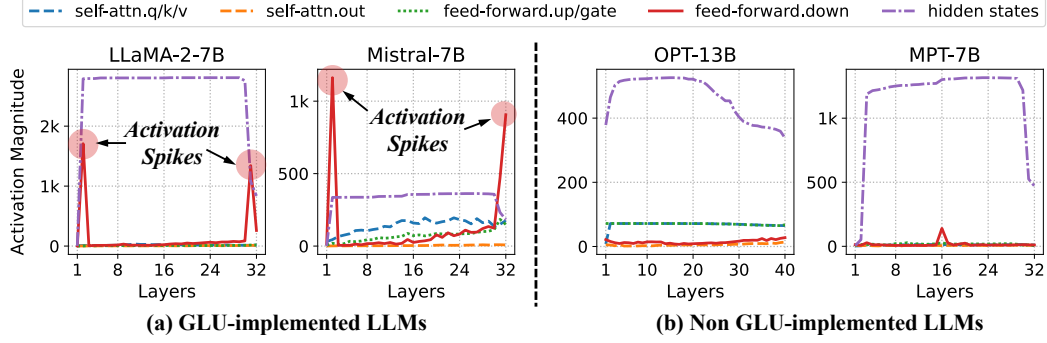 self-attn.q/k/v self-attn.out feed-forward.up/gate feed-forward.down hidden states
LLaMA-2-7B Mistral-7B OPT-13B MPT-7B
Activation Magnitude
2k
1k
0
Activation
Spikes
1 8 16 24 32
Layers
1k
500
0
Activation
Spikes
1 8 16 24 32
Layers
400
200
0
1 10 20 30 40
Layers
1k
500
0
1 8 16 24 32
Layers
(a) GLU-implemented LLMs (b) Non GLU-implemented LLMs